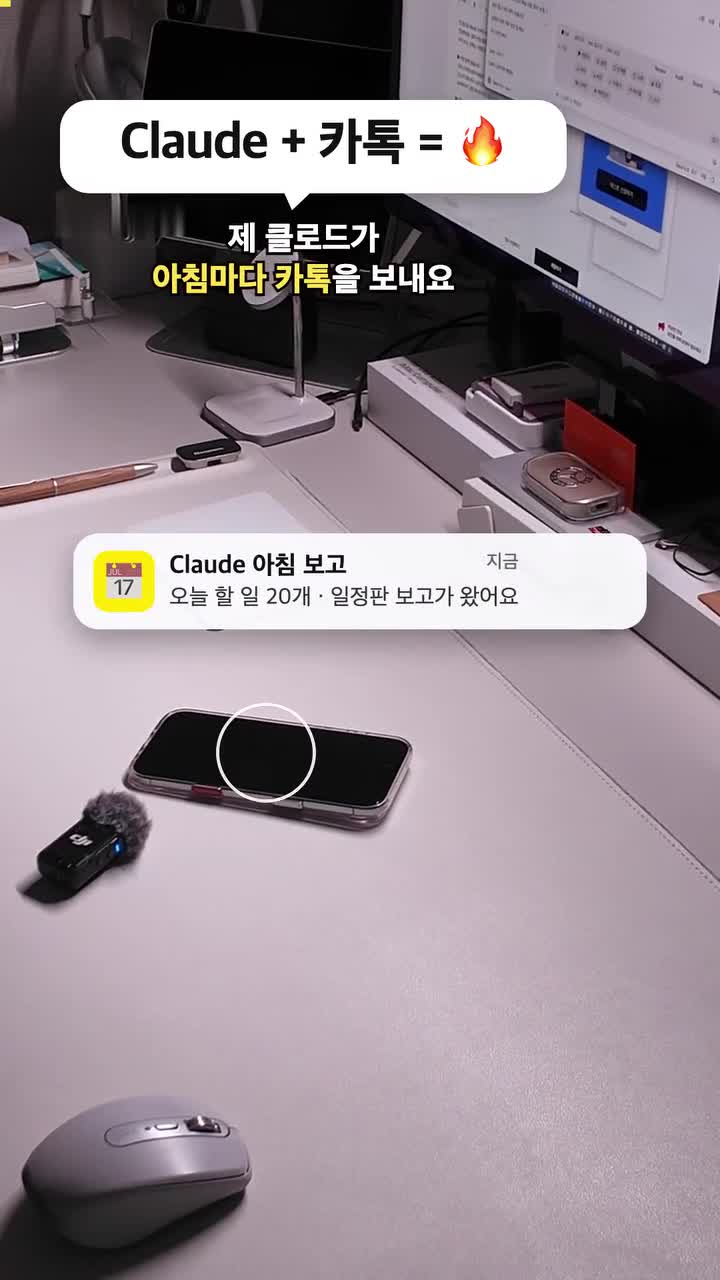 Claude + 카톡 = 🔥
제 클로드가
아침마다 카톡을 보내요
Claude 아침 보고
지금
JUL
17
오늘 할 일 20개 · 일정판 보고가 왔어요
dji